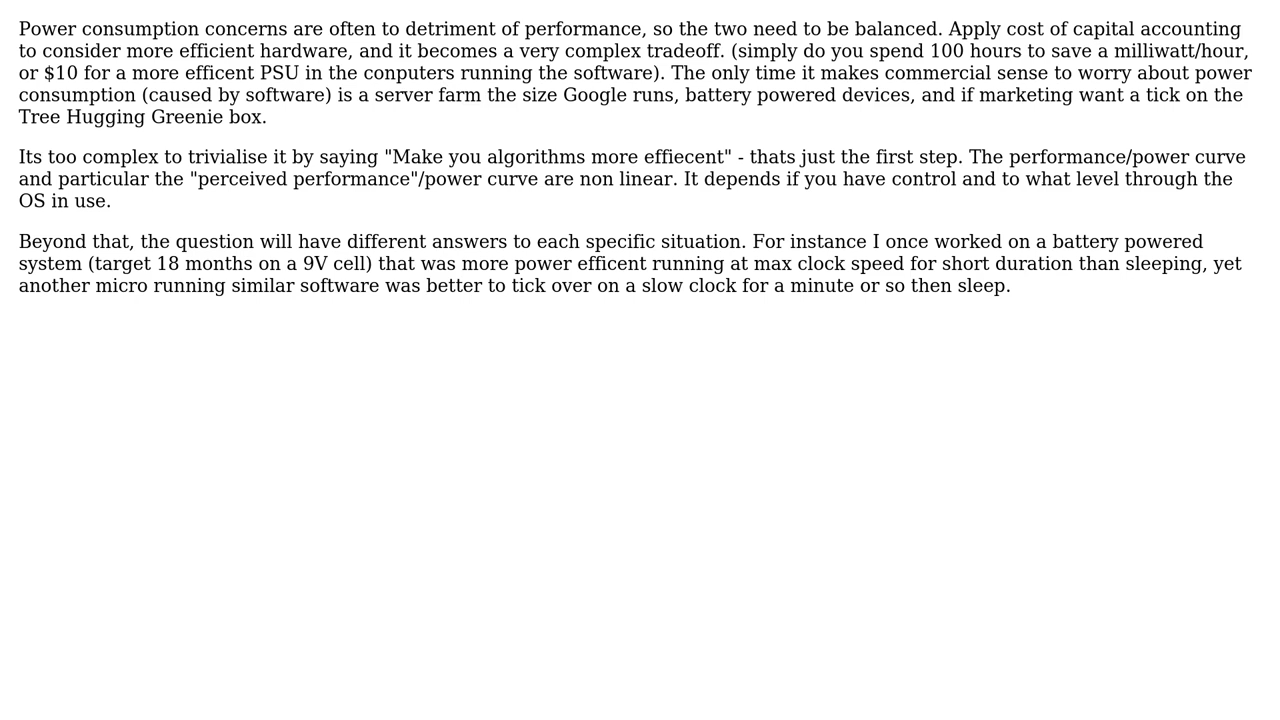 Power consumption concerns are often to detriment of performance, so the two need to be balanced. Apply cost of capital accounting
to consider more efficient hardware, and it becomes a very complex tradeoff. (simply do you spend 100 hours to save a milliwatt/hour,
or $10 for a more efficent PSU in the conputers running the software). The only time it makes commercial sense to worry about power
consumption (caused by software) is a server farm the size Google runs, battery powered devices, and if marketing want a tick on the
Tree Hugging Greenie box.
Its too complex to trivialise it by saying "Make you algorithms more effiecent" - thats just the first step. The performance/power curve
and particular the "perceived performance"/power curve are non linear. It depends if you have control and to what level through the
OS in use.
Beyond that, the question will have different answers to each specific situation. For instance I once worked on a battery powered
system (target 18 months on a 9V cell) that was more power efficent running at max clock speed for short duration than sleeping, yet
another micro running similar software was better to tick over on a slow clock for a minute or so then sleep.